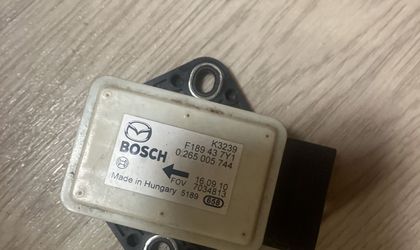 K3239
F189 43 7Y1
BOSCH 0 265 005 744
16.09.10
FOV 7034813
Made in Hungary 5189 658